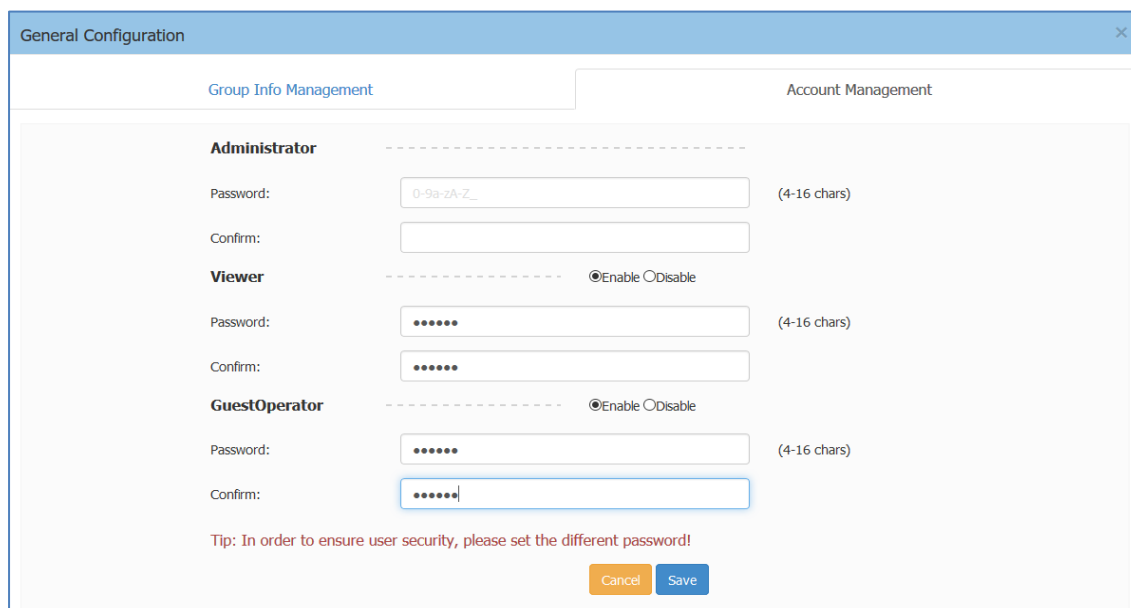 General Configuration ×
Group Info Management Account Management
Administrator
Password: 0-9a-zA-Z_ (4-16 chars)
Confirm:
Viewer Enable Disable
Password: •••••• (4-16 chars)
Confirm: ••••••
GuestOperator Enable Disable
Password: •••••• (4-16 chars)
Confirm: ••••••
Tip: In order to ensure user security, please set the different password!
Cancel Save